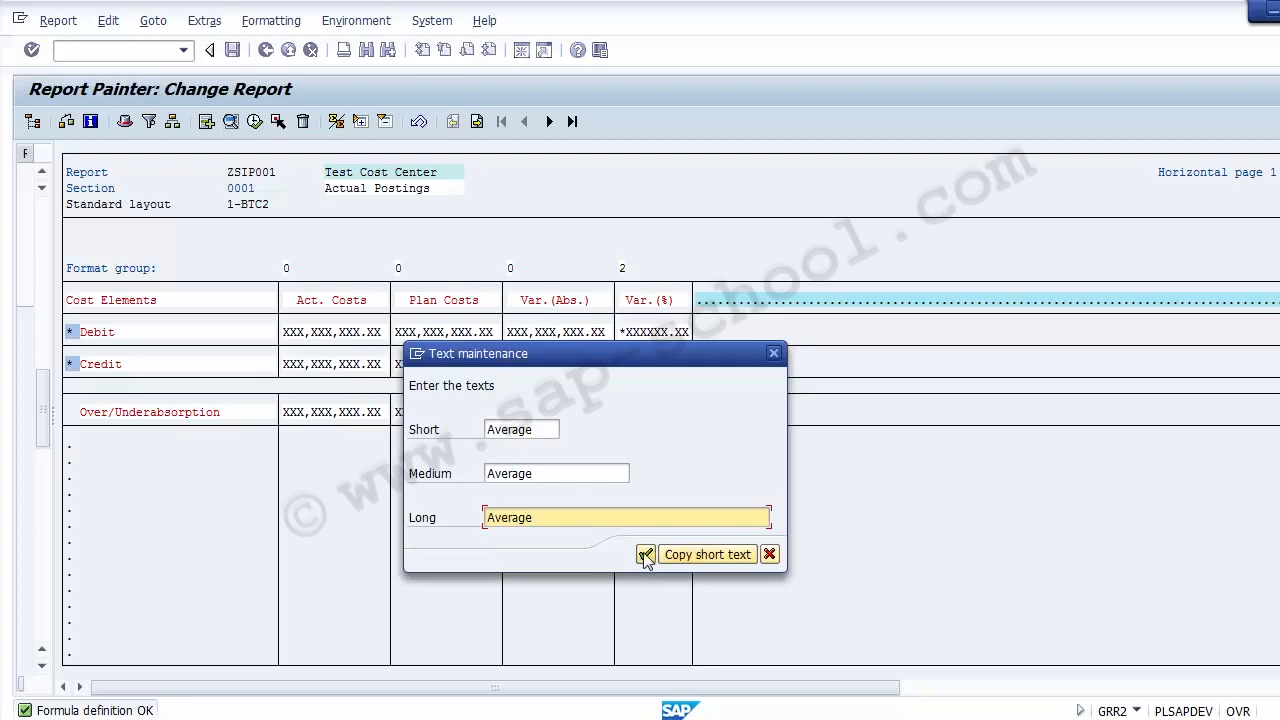 Report Edit Goto Extras Formatting Environment System Help
Report Painter: Change Report
F
Report ZSIP001 Test Cost Center Horizontal page 1
Section 0001 Actual Postings
Standard layout 1-BTC2
Format group: 0 0 0 2
Cost Elements Act. Costs Plan Costs Var.(Abs.) Var.(%)
* Debit XXX,XXX,XXX.XX XXX,XXX,XXX.XX XXX,XXX,XXX.XX *XXXXXX.XX
* Credit XXX,XXX,XXX.XX
Over/Underabsorption XXX,XXX,XXX.XX
Text maintenance
Enter the texts
Short Average
Medium Average
Long Average
Copy short text
© www.saprschool.com
Formula definition OK SAP GRR2 PLSAPDEV OVR